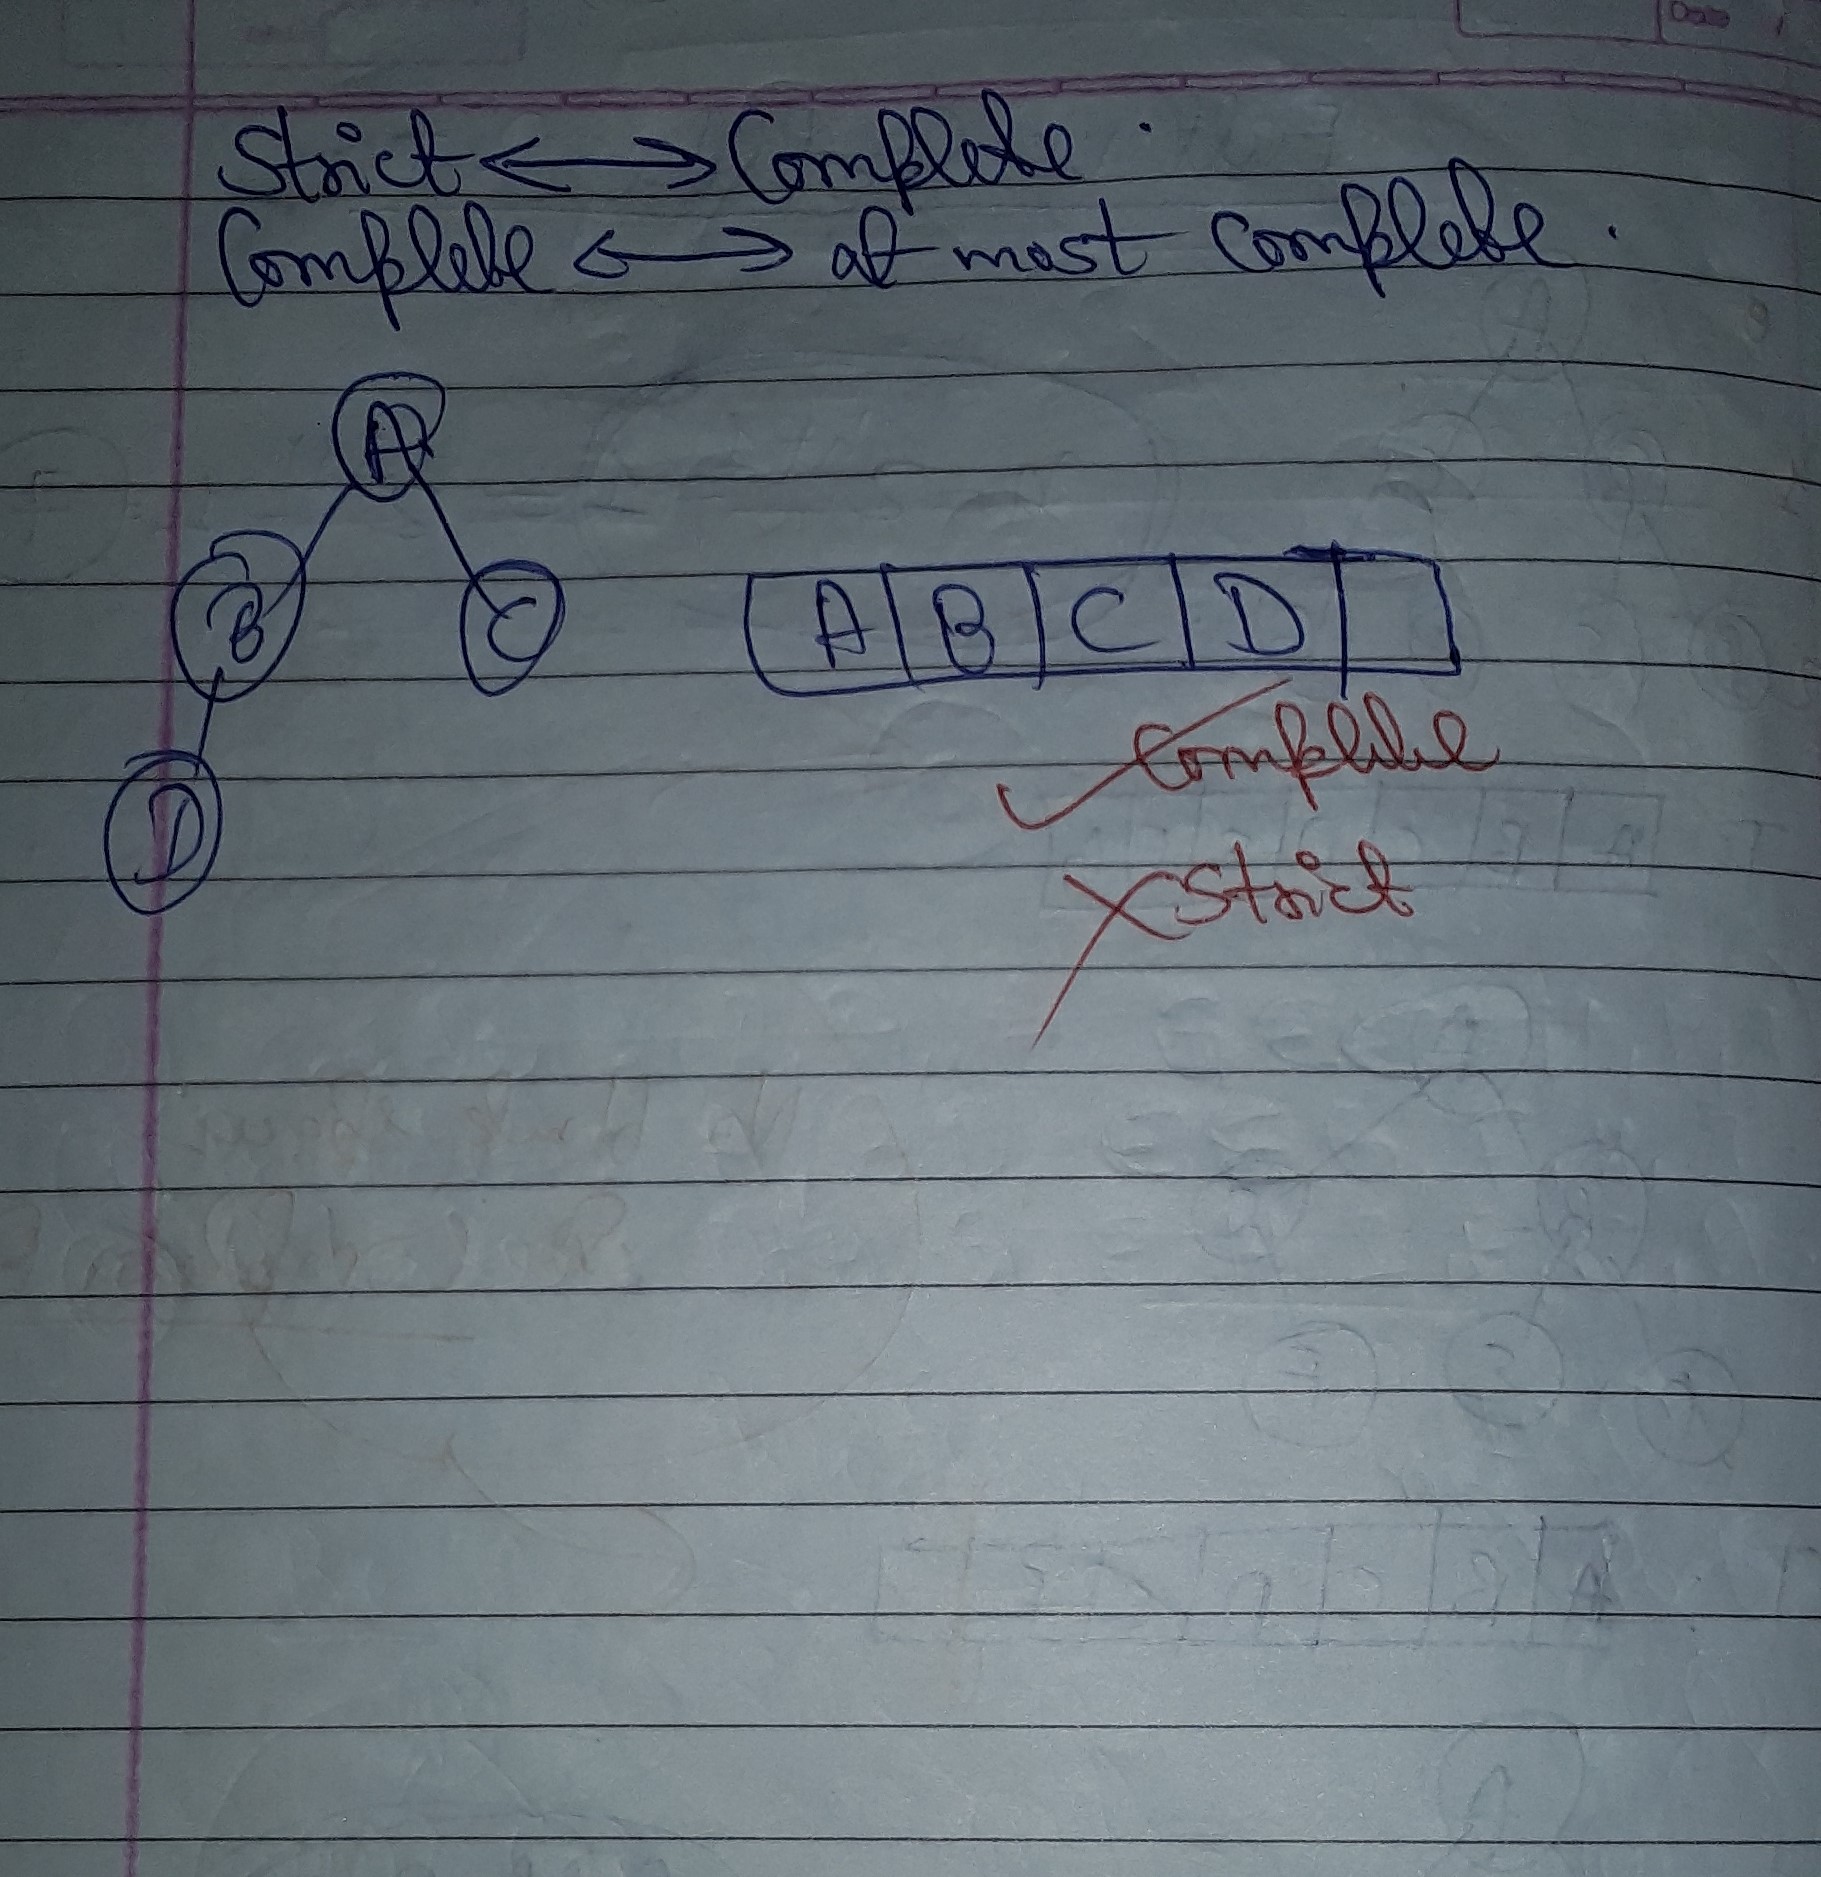 Date
Strict ⟷ Complete.
Complete ⟷ at most complete.
A
B C
D
A B C D
✓ Complete
X Strict